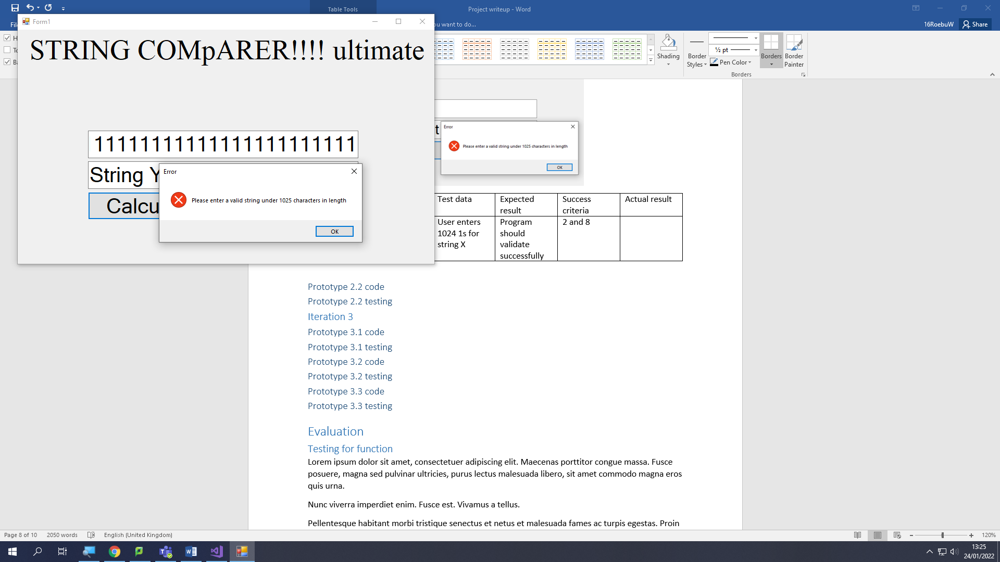 Table Tools
Project writeup - Word
Form1
you want to do...
16RoebuW
Share
STRING COMpARER!!!! ultimate
Shading
Border
Styles
½ pt
Pen Color
Borders
Border
Painter
Borders
Error
Please enter a valid string under 1025 characters in length
OK
11111111111111111111111
String Y
Calcu
Error
Please enter a valid string under 1025 characters in length
OK
Test data
Expected
result
Success
criteria
Actual result
User enters
1024 1s for
string X
Program
should
validate
successfully
2 and 8
Prototype 2.2 code
Prototype 2.2 testing
Iteration 3
Prototype 3.1 code
Prototype 3.1 testing
Prototype 3.2 code
Prototype 3.2 testing
Prototype 3.3 code
Prototype 3.3 testing
Evaluation
Testing for function
Lorem ipsum dolor sit amet, consectetuer adipiscing elit. Maecenas porttitor congue massa. Fusce
posuere, magna sed pulvinar ultricies, purus lectus malesuada libero, sit amet commodo magna eros
quis urna.
Nunc viverra imperdiet enim. Fusce est. Vivamus a tellus.
Pellentesque habitant morbi tristique senectus et netus et malesuada fames ac turpis egestas. Proin
Page 8 of 10
2050 words
English (United Kingdom)
120%
13:25
24/01/2022